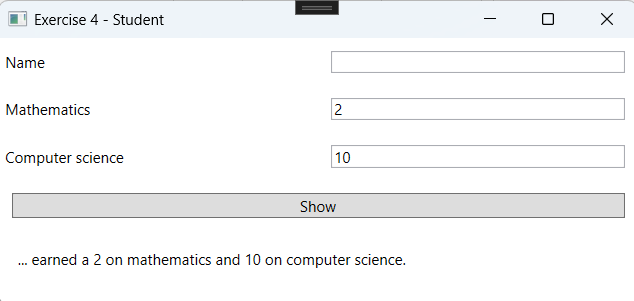 Exercise 4 - Student
Name
Mathematics 2
Computer science 10
Show
... earned a 2 on mathematics and 10 on computer science.